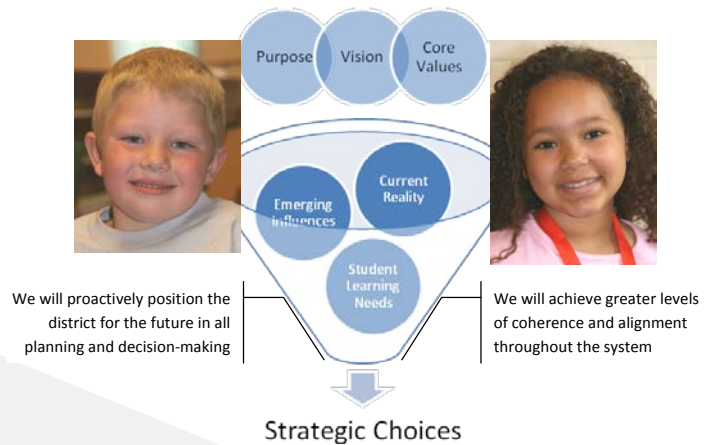 Purpose
Vision
Core
Values
Current
Reality
Emerging
influences
Student
Learning
Needs
We will proactively position the
district for the future in all
planning and decision-making
We will achieve greater levels
of coherence and alignment
throughout the system
Strategic Choices